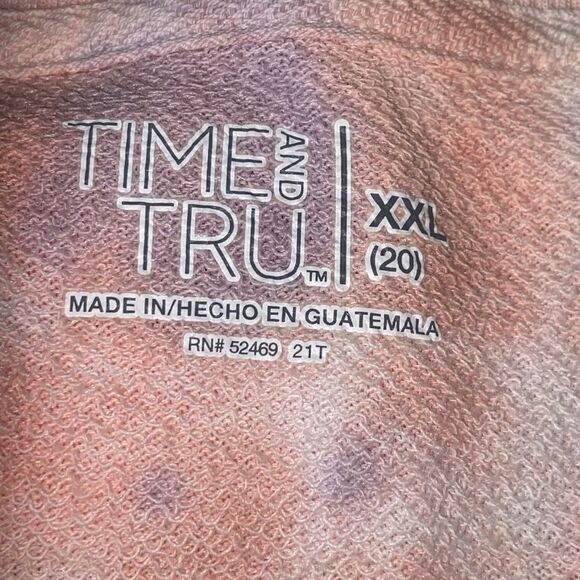 TIME AND
TRU™
XXL
(20)
MADE IN/HECHO EN GUATEMALA
RN# 52469 21T